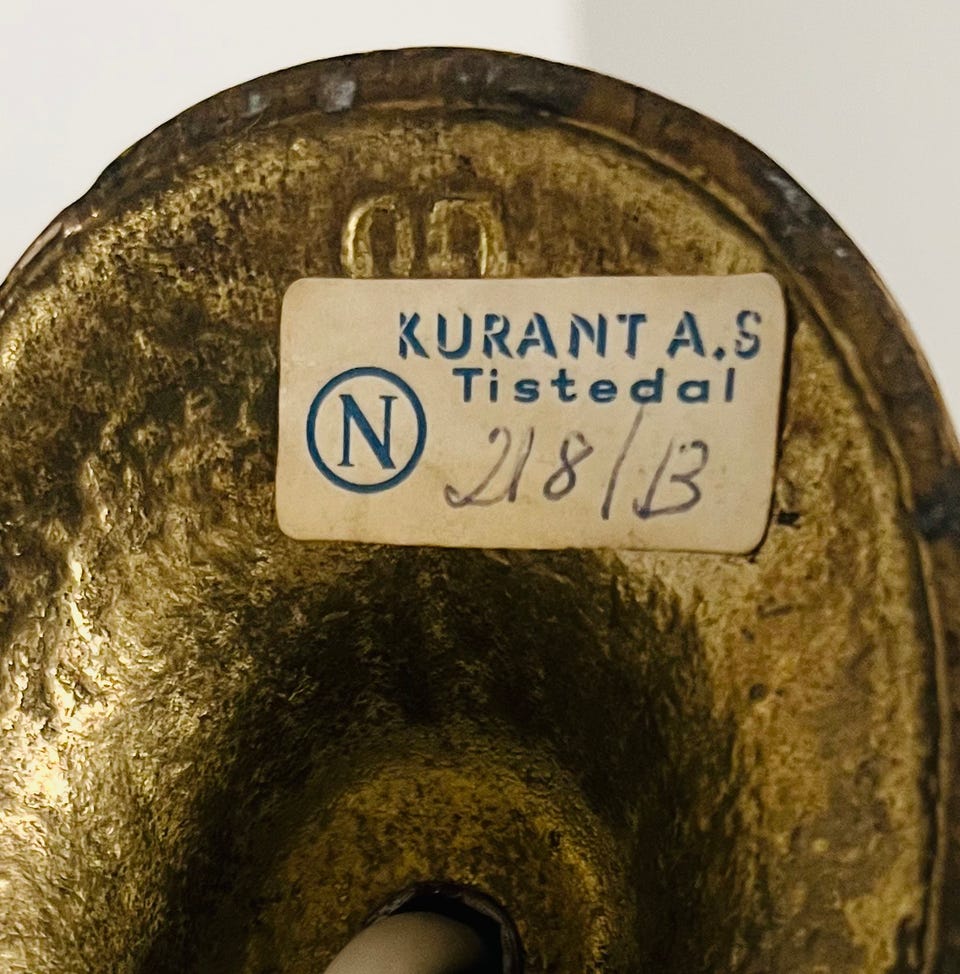 KURANT A.S
Tistedal
N
218/B